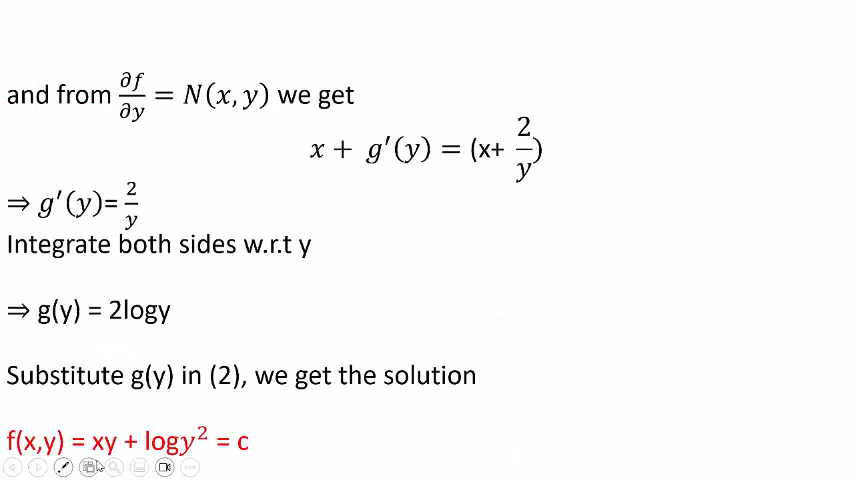 and from ∂f/∂y = N(x, y) we get
x + g′(y) = (x+ 2/y)
⇒ g′(y)= 2/y
Integrate both sides w.r.t y
⇒ g(y) = 2logy
Substitute g(y) in (2), we get the solution
f(x,y) = xy + logy² = c